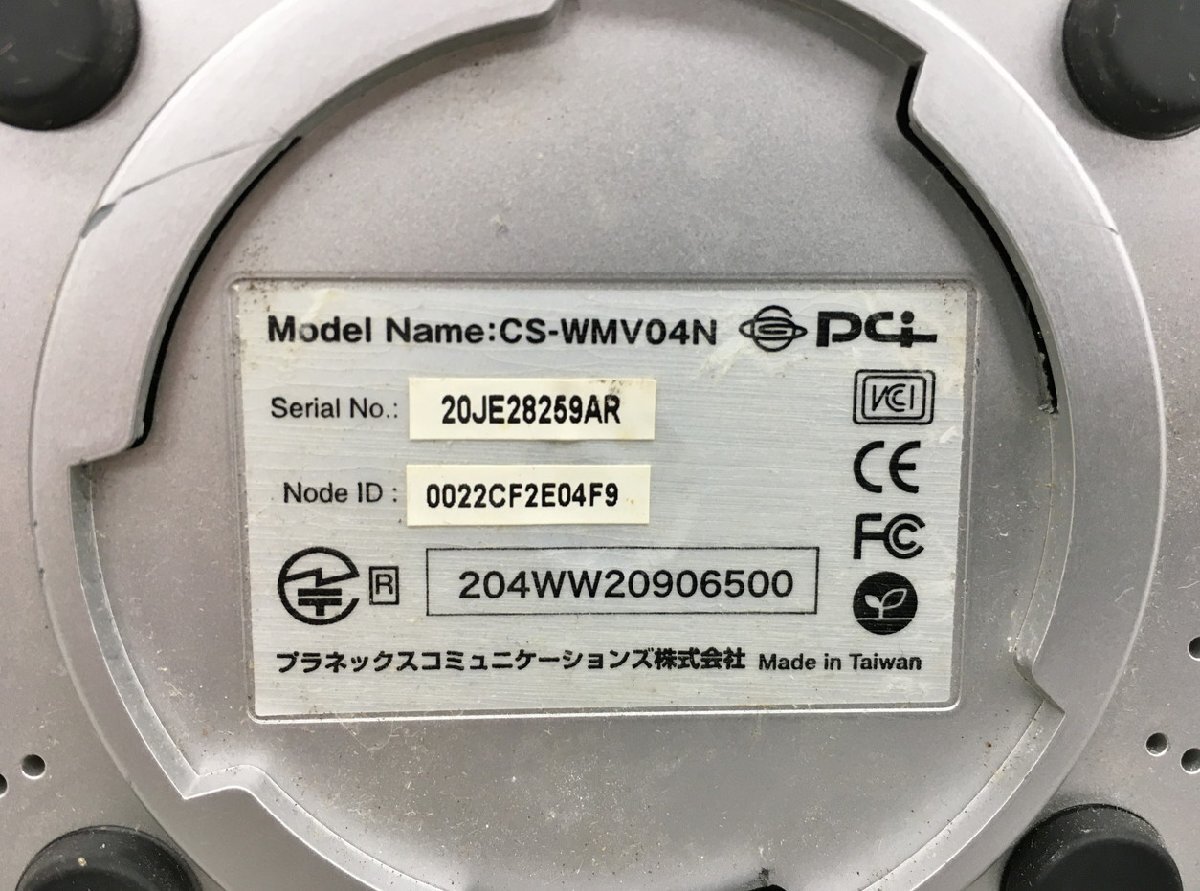 Model Name:CS-WMV04N PCi
Serial No.: 20JE28259AR
VCCI
CE
Node ID : 0022CF2E04F9
FC
R 204WW20906500
プラネックスコミュニケーションズ株式会社 Made in Taiwan